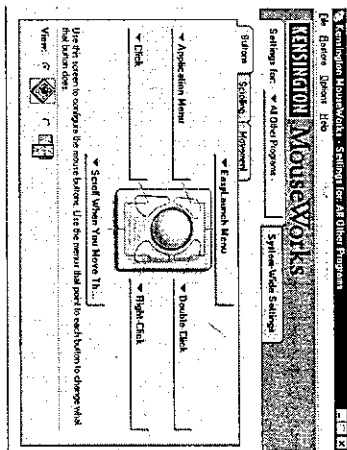 Kensington MouseWorks - Settings for: All Other Programs
File Buttons Options Help
KENSINGTON MouseWorks
Settings for: All Other Programs
System-Wide Settings
Buttons Scrolling Movement
EasyLaunch Menu
Application Menu Double-Click
Click Right-Click
Scroll When You Move Th...
Use this screen to configure the mouse buttons. Use the menus that point to each button to change what
that button does.
View: